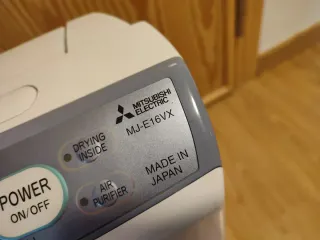 MITSUBISHI
ELECTRIC
MJ-E16VX
DRYING
INSIDE
MADE IN
JAPAN
POWER
ON/OFF
AIR
PURIFIER